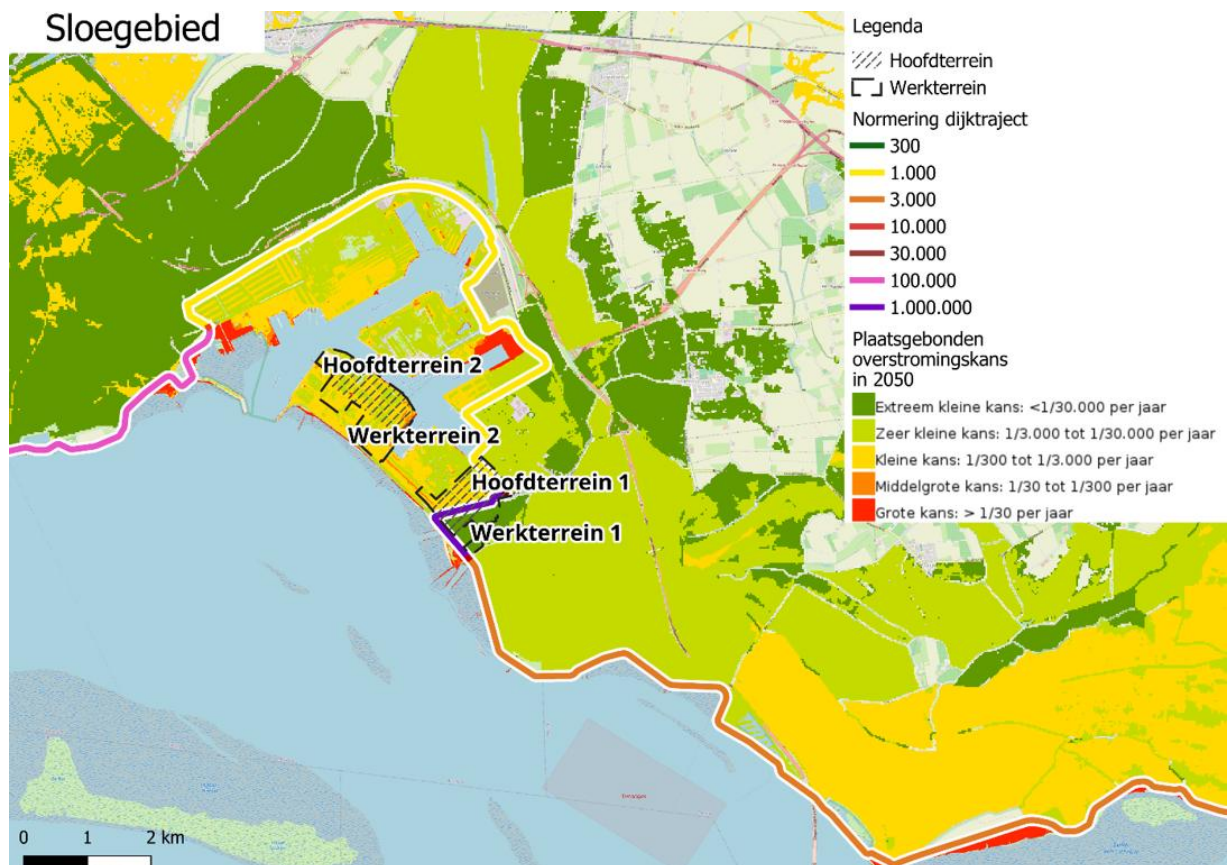 Sloegebied
Legenda
Hoofdterrein
Werkterrein
Normering dijktraject
300
1.000
3.000
10.000
30.000
100.000
1.000.000
Plaatsgebonden
overstromingskans
in 2050
Extreem kleine kans: <1/30.000 per jaar
Zeer kleine kans: 1/3.000 tot 1/30.000 per jaar
Kleine kans: 1/300 tot 1/3.000 per jaar
Middelgrote kans: 1/30 tot 1/300 per jaar
Grote kans: > 1/30 per jaar
Hoofdterrein 2
Werkterrein 2
Hoofdterrein 1
Werkterrein 1
0 1 2 km